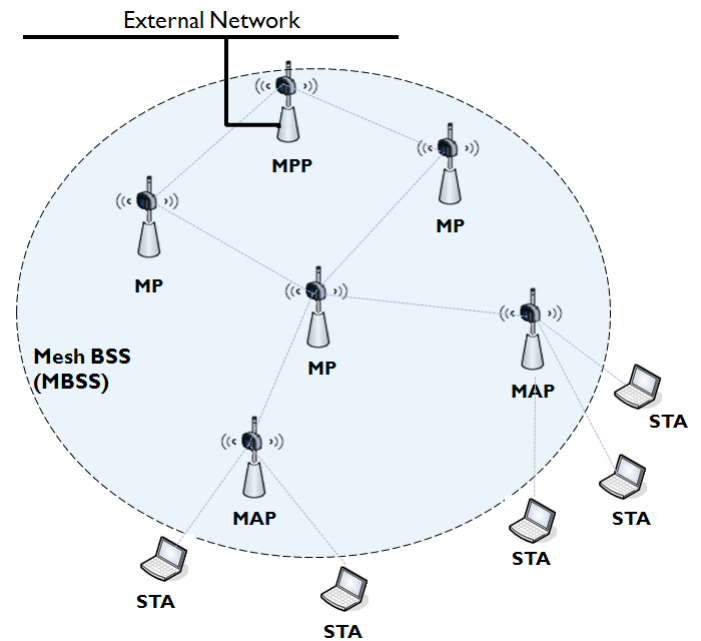 External Network
MPP
MP
MP
MP
Mesh BSS
(MBSS)
MAP
STA
MAP
STA
STA
STA
STA